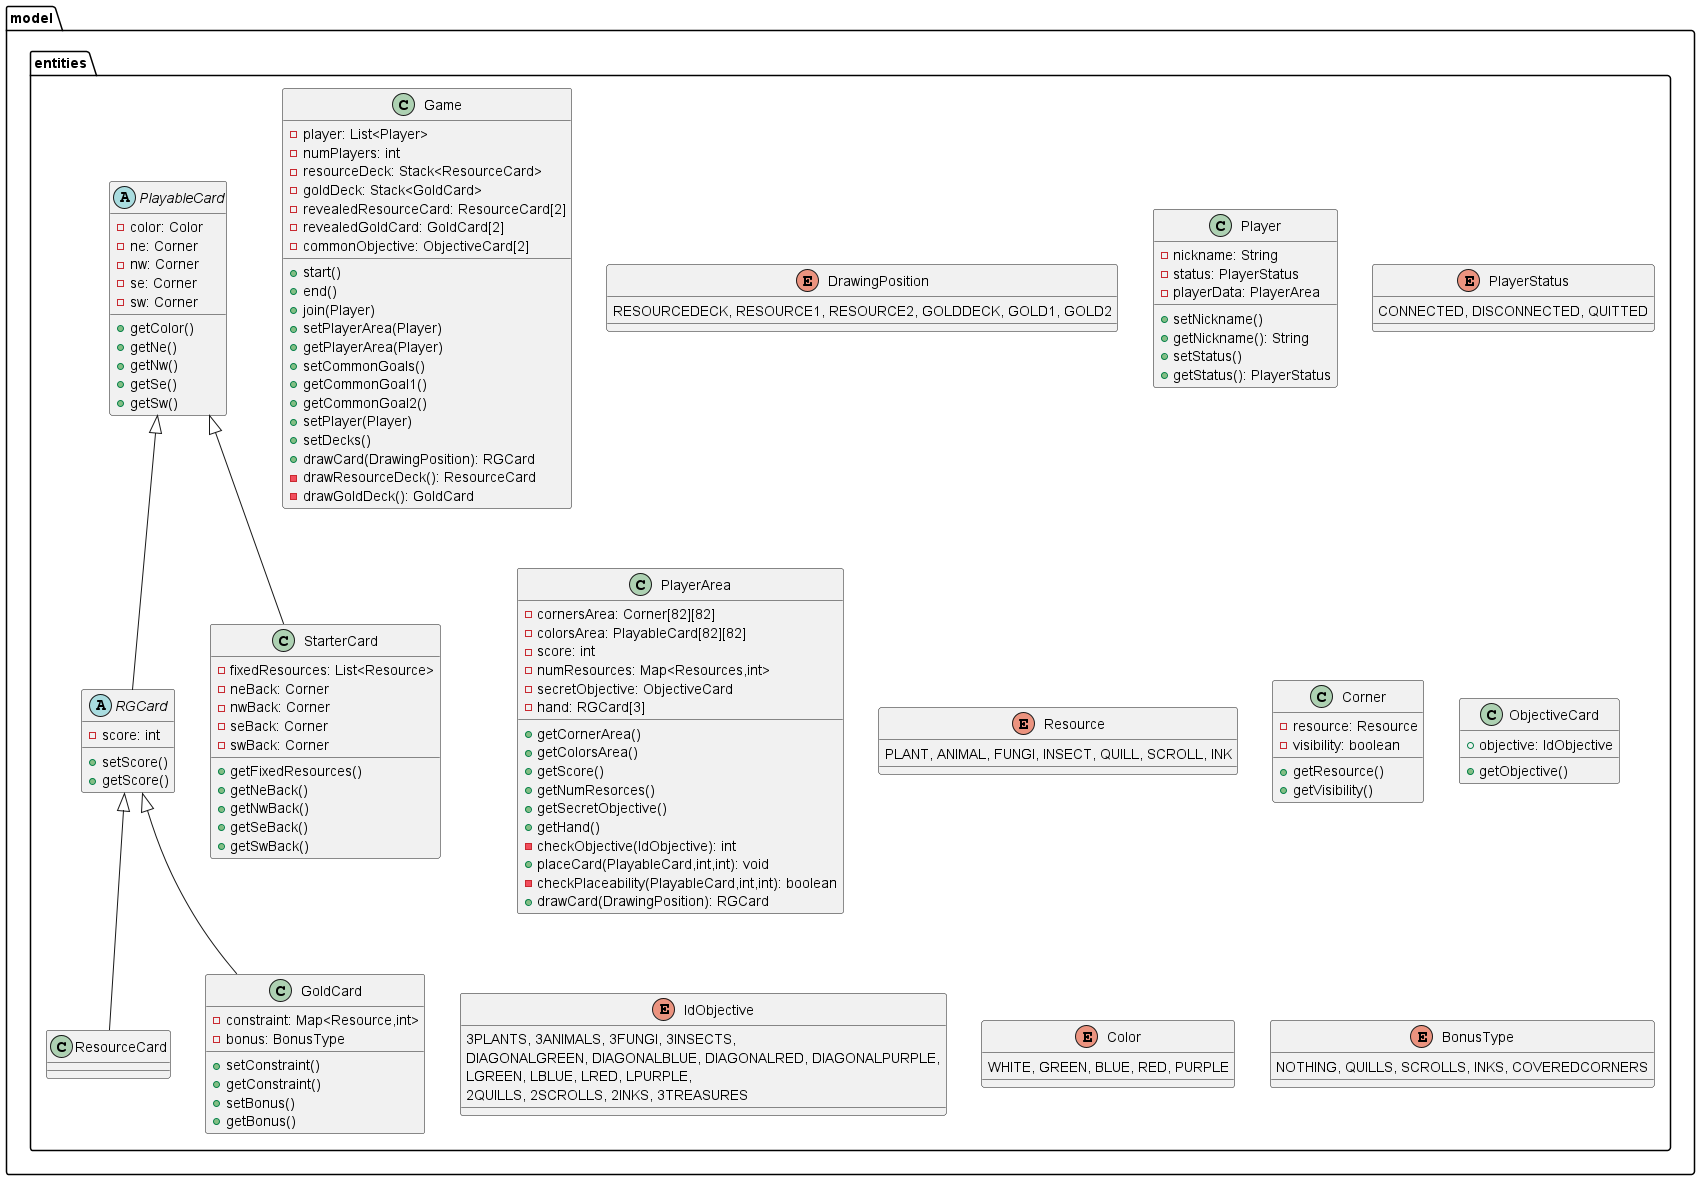 model
entities
A PlayableCard
color: Color
ne: Corner
nw: Corner
se: Corner
sw: Corner
getColor()
getNe()
getNw()
getSe()
getSw()
C Game
player: List<Player>
numPlayers: int
resourceDeck: Stack<ResourceCard>
goldDeck: Stack<GoldCard>
revealedResourceCard: ResourceCard[2]
revealedGoldCard: GoldCard[2]
commonObjective: ObjectiveCard[2]
start()
end()
join(Player)
setPlayerArea(Player)
getPlayerArea(Player)
setCommonGoals()
getCommonGoal1()
getCommonGoal2()
setPlayer(Player)
setDecks()
drawCard(DrawingPosition): RGCard
drawResourceDeck(): ResourceCard
drawGoldDeck(): GoldCard
E DrawingPosition
RESOURCEDECK, RESOURCE1, RESOURCE2, GOLDDECK, GOLD1, GOLD2
C Player
nickname: String
status: PlayerStatus
playerData: PlayerArea
setNickname()
getNickname(): String
setStatus()
getStatus(): PlayerStatus
E PlayerStatus
CONNECTED, DISCONNECTED, QUITTED
A RGCard
score: int
setScore()
getScore()
C StarterCard
fixedResources: List<Resource>
neBack: Corner
nwBack: Corner
seBack: Corner
swBack: Corner
getFixedResources()
getNeBack()
getNwBack()
getSeBack()
getSwBack()
C PlayerArea
cornersArea: Corner[82][82]
colorsArea: PlayableCard[82][82]
score: int
numResources: Map<Resources,int>
secretObjective: ObjectiveCard
hand: RGCard[3]
getCornerArea()
getColorsArea()
getScore()
getNumResorces()
getSecretObjective()
getHand()
checkObjective(IdObjective): int
placeCard(PlayableCard,int,int): void
checkPlaceability(PlayableCard,int,int): boolean
drawCard(DrawingPosition): RGCard
E Resource
PLANT, ANIMAL, FUNGI, INSECT, QUILL, SCROLL, INK
C Corner
resource: Resource
visibility: boolean
getResource()
getVisibility()
C ObjectiveCard
objective: IdObjective
getObjective()
C ResourceCard
C GoldCard
constraint: Map<Resource,int>
bonus: BonusType
setConstraint()
getConstraint()
setBonus()
getBonus()
E IdObjective
3PLANTS, 3ANIMALS, 3FUNGI, 3INSECTS,
DIAGONALGREEN, DIAGONALBLUE, DIAGONALRED, DIAGONALPURPLE,
LGREEN, LBLUE, LRED, LPURPLE,
2QUILLS, 2SCROLLS, 2INKS, 3TREASURES
E Color
WHITE, GREEN, BLUE, RED, PURPLE
E BonusType
NOTHING, QUILLS, SCROLLS, INKS, COVEREDCORNERS